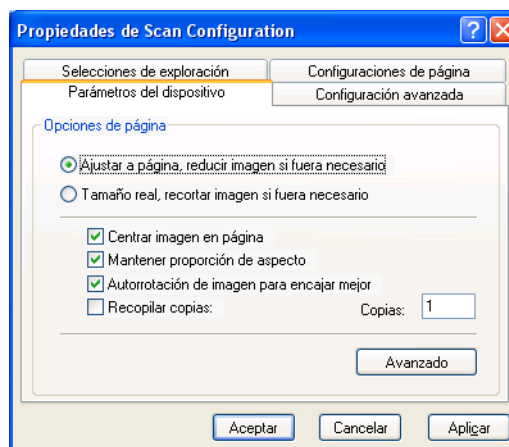 Propiedades de Scan Configuration
Selecciones de exploración
Configuraciones de página
Parámetros del dispositivo
Configuración avanzada
Opciones de página
Ajustar a página, reducir imagen si fuera necesario
Tamaño real, recortar imagen si fuera necesario
Centrar imagen en página
Mantener proporción de aspecto
Autorrotación de imagen para encajar mejor
Recopilar copias: Copias: 1
Avanzado
Aceptar Cancelar Aplicar